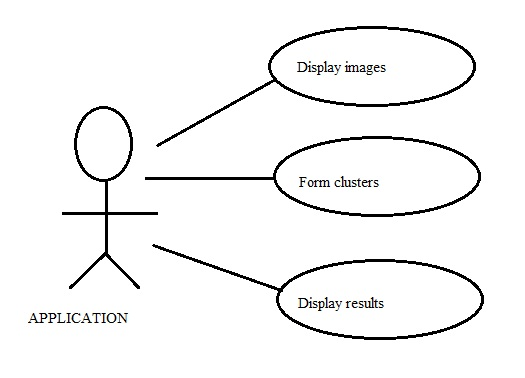 Display images
Form clusters
Display results
APPLICATION